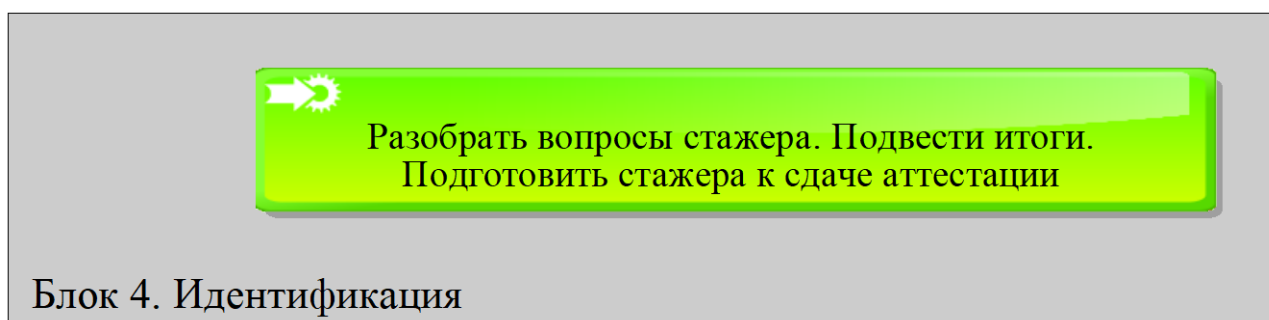 Разобрать вопросы стажера. Подвести итоги.
Подготовить стажера к сдаче аттестации
Блок 4. Идентификация